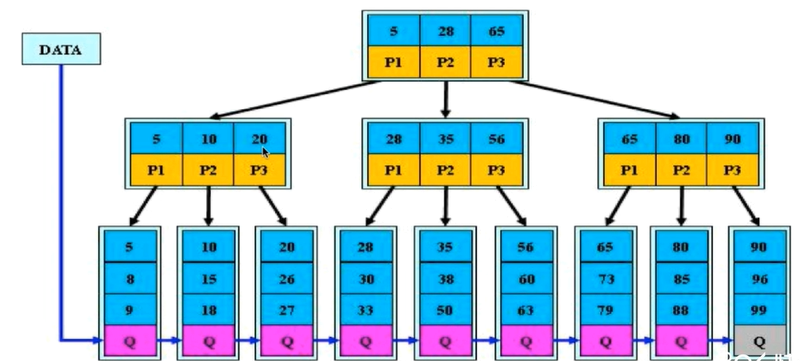 5 28 65
DATA
P1 P2 P3
5 10 20 28 35 56 65 80 90
P1 P2 P3 P1 P2 P3 P1 P2 P3
5 10 20 28 35 56 65 80 90
8 15 26 30 38 60 73 85 96
9 18 27 33 50 63 79 88 99
Q Q Q Q Q Q Q Q Q